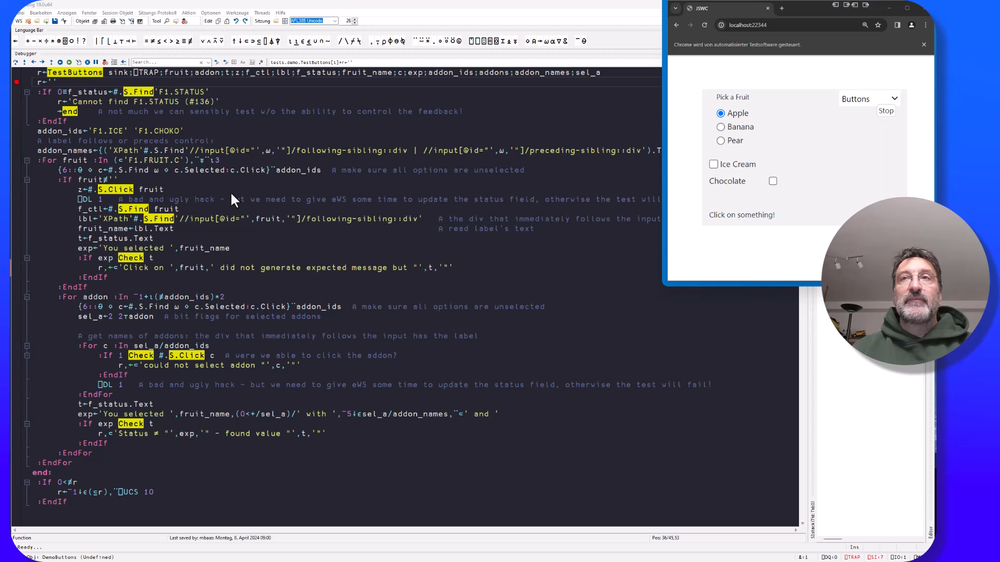 alog 19.0u64
tei Bearbeiten Anzeigen Fenster Session-Objekt Sitzungs-Protokoll Aktion Optionen Werkzeuge Threads Hilfe
WS Objekt Tool Edit Sitzung APL385 Unicode 26
Language Bar
← + - × ÷ * ⍟ ⌹ ○ ! ? | ⌈ ⌊ ⊥ ⊤ ⊣ ⊢ = ≠ ≤ < > ≥ ≡ ≢ ∨ ∧ ⍲ ⍱ ↑ ↓ ⊂ ⊃ ⊆ ⌷ ⍋ ⍒ ⍳ ⍸ ∊ ⍷ ∪ ∩ ~ / \ ⌿ ⍀ , ⍪ ⍴ ⌽ ⊖ ⍉ ¨ ⍨ ⍣ . ∘ ⍤ ⍥ @ ⍞ ⎕ ⍠ ⌸ ⌺ ⌶ ⍎ ⍕ ⋄ ⍝ → ⍵ ⍺ ∇ & ¯ ⍬
Debugger
Search... tests.demo.TestButtons[1]*r←''
r←TestButtons sink;⎕TRAP;fruit;addon;t;z;f_ctl;lbl;f_status;fruit_name;c;exp;addon_ids;addons;addon_names;sel_a
r←''
:If 0≡f_status←#.S.Find'F1.STATUS'
r←'Cannot find F1.STATUS (#136)'
→end ⍝ not much we can sensibly test w/o the ability to control the feedback!
:EndIf
addon_ids←'F1.ICE' 'F1.CHOKO'
⍝ label follows or preceds control:
addon_names←{('XPath'#.S.Find'//input[@id="',⍵,'"]/following-sibling::div | //input[@id="',⍵,'"]/preceding-sibling::div').T
:For fruit :In (⊂'F1.FRUIT.C'),¨⍕¨⍳3
{6::⍬ ⋄ c←#.S.Find ⍵ ⋄ c.Selected:c.Click}¨addon_ids ⍝ make sure all options are unselected
:If fruit≢''
z←#.S.Click fruit
⎕DL 1 ⍝ bad and ugly hack - but we need to give eWS some time to update the status field, otherwise the test will
f_ctl←#.S.Find fruit
lbl←'XPath'#.S.Find'//input[@id="',fruit,'"]/following-sibling::div' ⍝ the div that immediately follows the input
fruit_name←lbl.Text ⍝ read label's text
t←f_status.Text
exp←'You selected ',fruit_name
:If exp Check t
r,←⊂'Click on ',fruit,' did not generate expected message but "',t,'"'
:EndIf
:EndIf
:For addon :In ¯1+⍳(≢addon_ids)*2
{6::⍬ ⋄ c←#.S.Find ⍵ ⋄ c.Selected:c.Click}¨addon_ids ⍝ make sure all options are unselected
sel_a←2 2⊤addon ⍝ bit flags for selected addons
⍝ get names of addons: the div that immediately follows the input has the label
:For c :In sel_a/addon_ids
:If 1 Check #.S.Click c ⍝ were we able to click the addon?
r,←⊂'could not select addon "',c,'"'
:EndIf
⎕DL 1 ⍝ bad and ugly hack - but we need to give eWS some time to update the status field, otherwise the test will fail!
:EndFor
t←f_status.Text
exp←'You selected ',fruit_name,(0<+/sel_a)/' with ',¯5↓∊sel_a/addon_names,¨⊂' and '
:If exp Check t
r,⊂'Status ≠ "',exp,'" - found value "',t,'"'
:EndIf
:EndFor
:EndFor
end:
:If 0<≢r
r←¯1↓∊(⊆r),¨⎕UCS 10
:EndIf
Function Last saved by: mbaas: Montag, 8. April 2024 09:00 Pos: 36/45,53
Ready... Ins
Obj: DemoButtons (Undefined) &:1 ⎕DQ:0 ⎕TRAP ⎕SI:7 ⎕IO:1
SIstack (Tid: Tid:0)
Editor
JSWC
localhost:22344
Chrome wird von automatisierter Testsoftware gesteuert.
Pick a Fruit
Buttons
Apple
Stop
Banana
Pear
Ice Cream
Chocolate
Click on something!